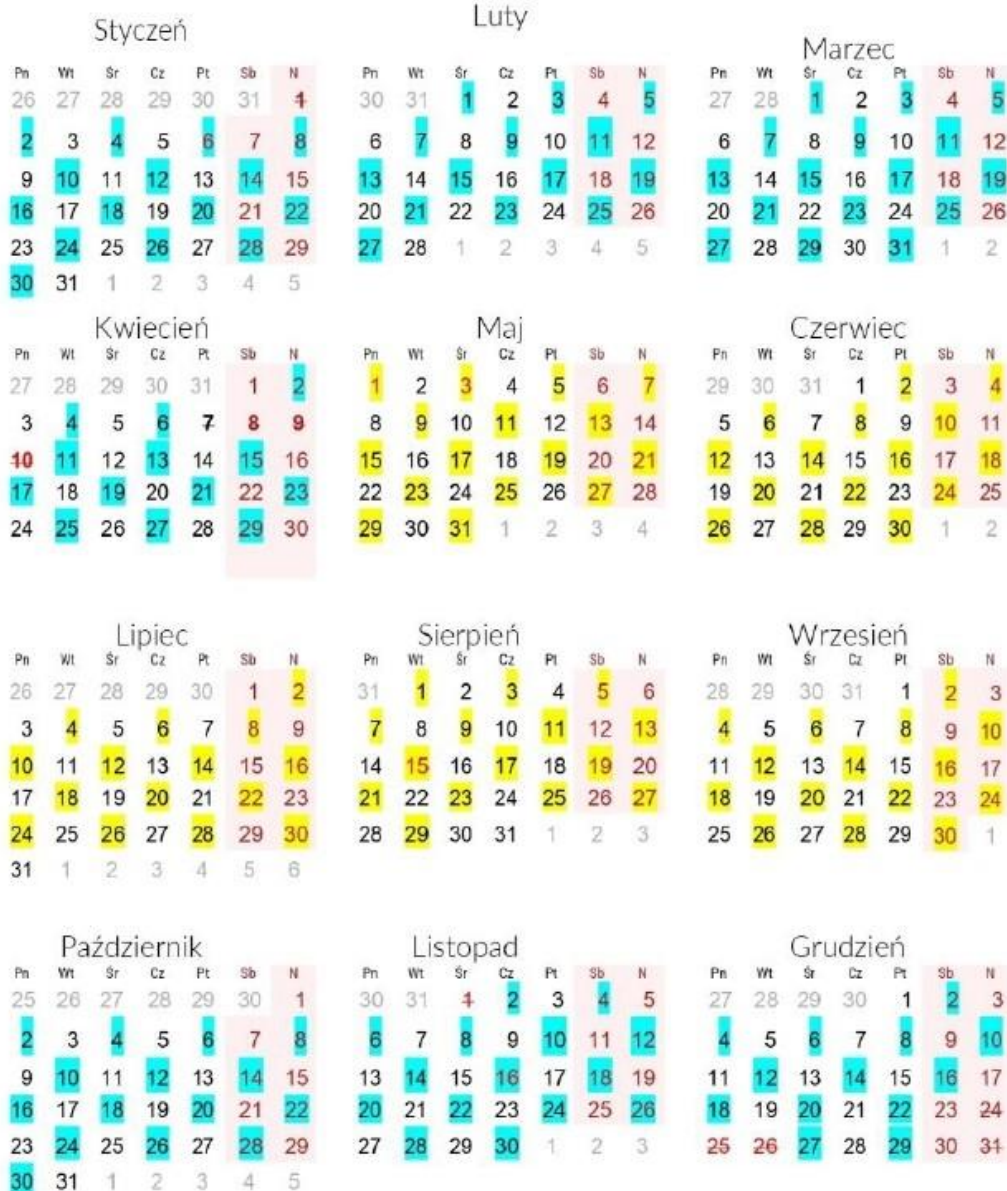 Styczeń Luty Marzec
Pn Wt Śr Cz Pt Sb N
26 27 28 29 30 31 1
2 3 4 5 6 7 8
9 10 11 12 13 14 15
16 17 18 19 20 21 22
23 24 25 26 27 28 29
30 31 1 2 3 4 5
Pn Wt Śr Cz Pt Sb N
30 31 1 2 3 4 5
6 7 8 9 10 11 12
13 14 15 16 17 18 19
20 21 22 23 24 25 26
27 28 1 2 3 4 5
Pn Wt Śr Cz Pt Sb N
27 28 1 2 3 4 5
6 7 8 9 10 11 12
13 14 15 16 17 18 19
20 21 22 23 24 25 26
27 28 29 30 31 1 2
Kwiecień Maj Czerwiec
Pn Wt Śr Cz Pt Sb N
27 28 29 30 31 1 2
3 4 5 6 7 8 9
10 11 12 13 14 15 16
17 18 19 20 21 22 23
24 25 26 27 28 29 30
Pn Wt Śr Cz Pt Sb N
1 2 3 4 5 6 7
8 9 10 11 12 13 14
15 16 17 18 19 20 21
22 23 24 25 26 27 28
29 30 31 1 2 3 4
Pn Wt Śr Cz Pt Sb N
29 30 31 1 2 3 4
5 6 7 8 9 10 11
12 13 14 15 16 17 18
19 20 21 22 23 24 25
26 27 28 29 30 1 2
Lipiec Sierpień Wrzesień
Pn Wt Śr Cz Pt Sb N
26 27 28 29 30 1 2
3 4 5 6 7 8 9
10 11 12 13 14 15 16
17 18 19 20 21 22 23
24 25 26 27 28 29 30
31 1 2 3 4 5 6
Pn Wt Śr Cz Pt Sb N
31 1 2 3 4 5 6
7 8 9 10 11 12 13
14 15 16 17 18 19 20
21 22 23 24 25 26 27
28 29 30 31 1 2 3
Pn Wt Śr Cz Pt Sb N
28 29 30 31 1 2 3
4 5 6 7 8 9 10
11 12 13 14 15 16 17
18 19 20 21 22 23 24
25 26 27 28 29 30 1
Październik Listopad Grudzień
Pn Wt Śr Cz Pt Sb N
25 26 27 28 29 30 1
2 3 4 5 6 7 8
9 10 11 12 13 14 15
16 17 18 19 20 21 22
23 24 25 26 27 28 29
30 31 1 2 3 4 5
Pn Wt Śr Cz Pt Sb N
30 31 1 2 3 4 5
6 7 8 9 10 11 12
13 14 15 16 17 18 19
20 21 22 23 24 25 26
27 28 29 30 1 2 3
Pn Wt Śr Cz Pt Sb N
27 28 29 30 1 2 3
4 5 6 7 8 9 10
11 12 13 14 15 16 17
18 19 20 21 22 23 24
25 26 27 28 29 30 31